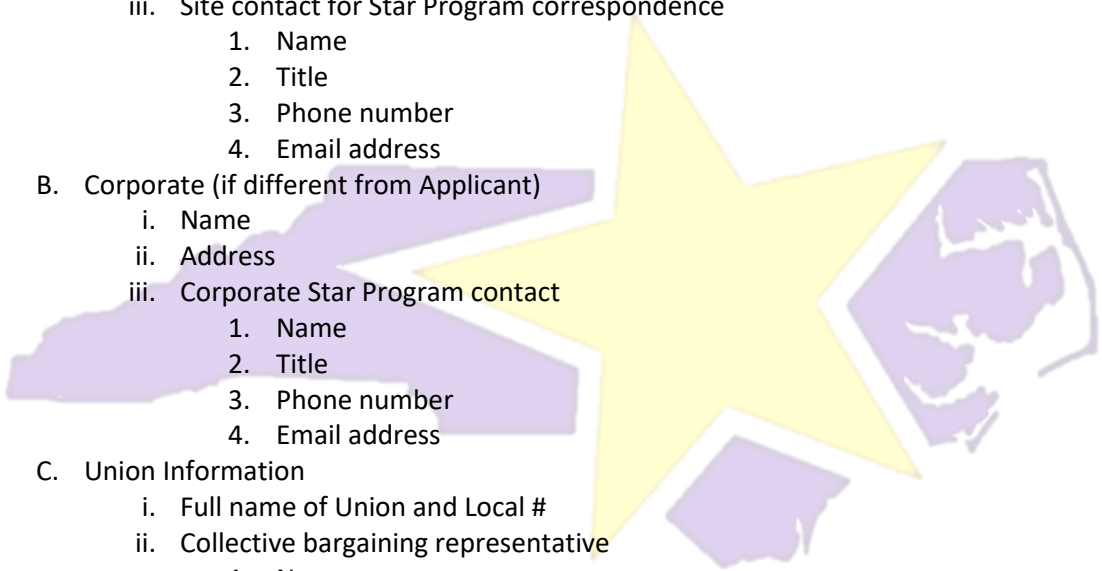 iii. Site contact for Star Program correspondence
1. Name
2. Title
3. Phone number
4. Email address
B. Corporate (if different from Applicant)
i. Name
ii. Address
iii. Corporate Star Program contact
1. Name
2. Title
3. Phone number
4. Email address
C. Union Information
i. Full name of Union and Local #
ii. Collective bargaining representative